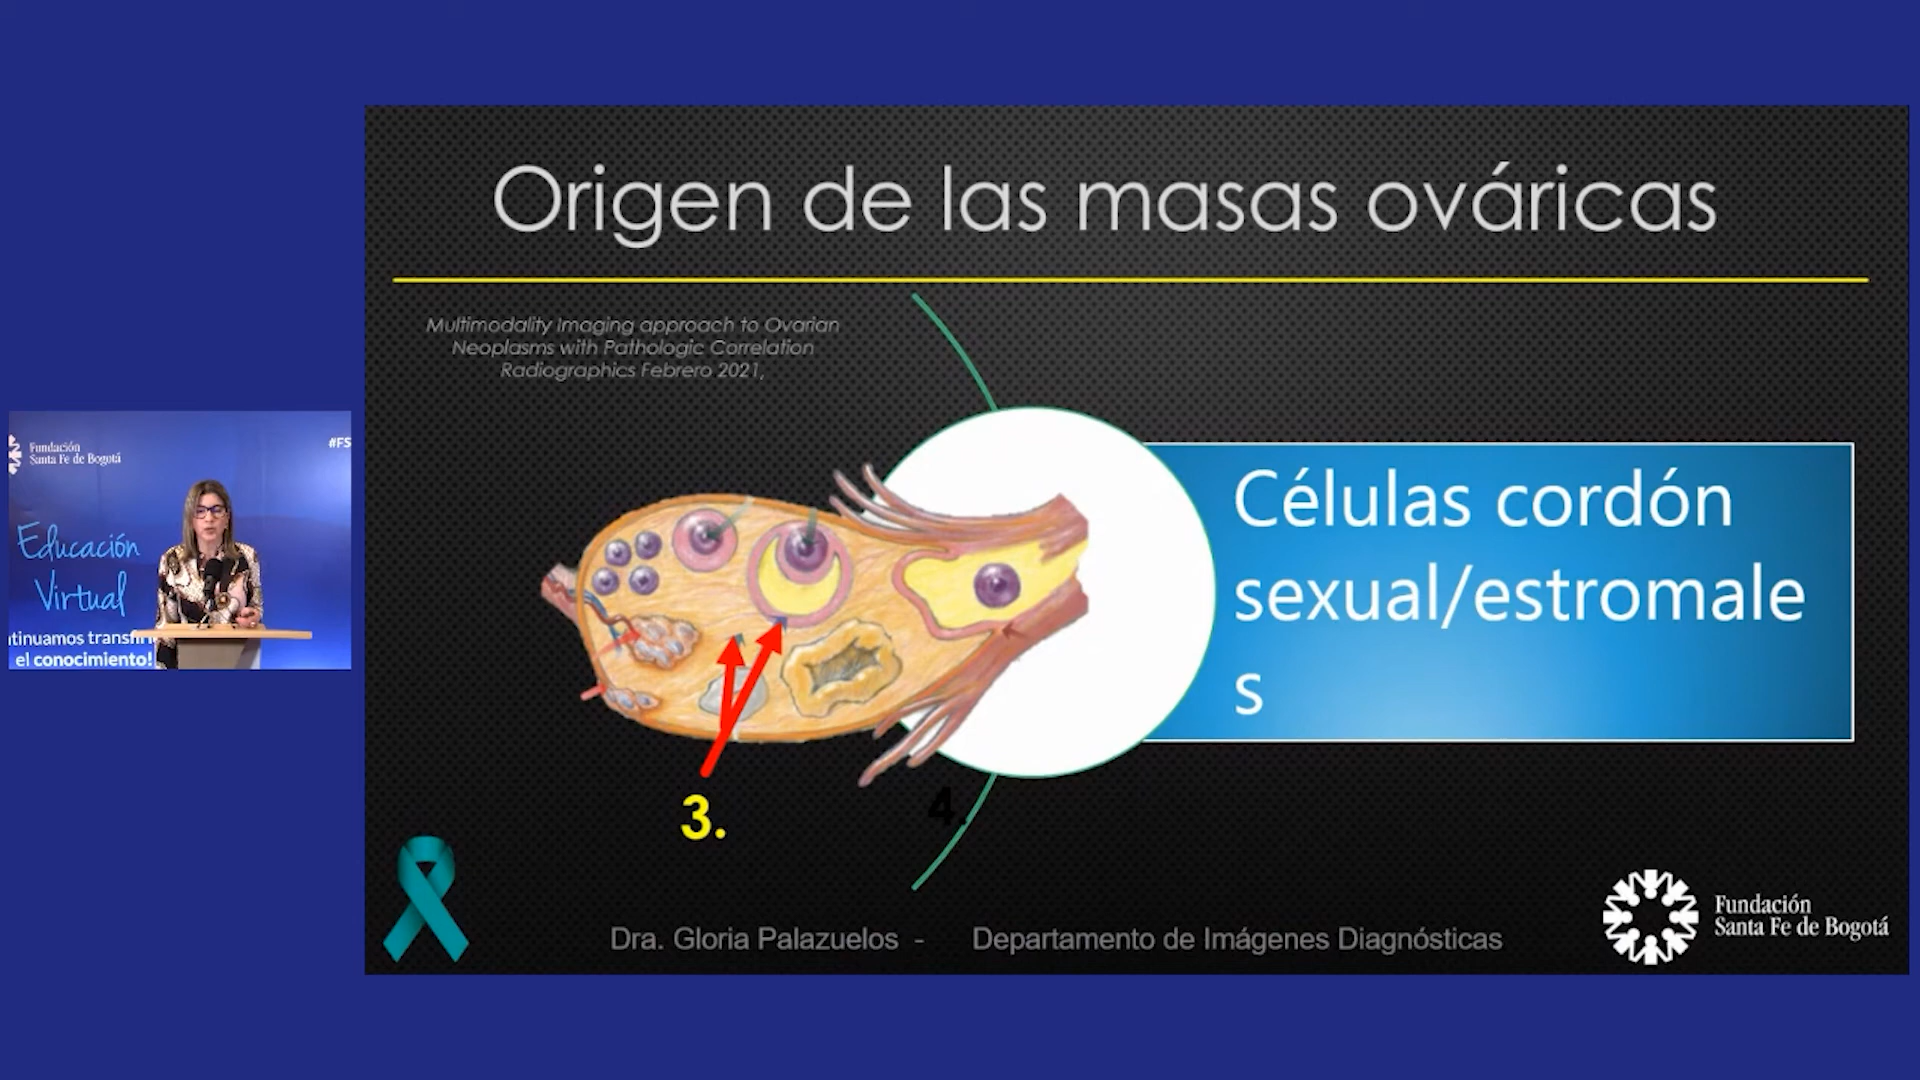 Origen de las masas ováricas
Multimodality Imaging approach to Ovarian
Neoplasms with Pathologic Correlation
Radiographics Febrero 2021,
Células cordón
sexual/estromale
s
3.
4.
Dra. Gloria Palazuelos - Departamento de Imágenes Diagnósticas
Fundación
Santa Fe de Bogotá
Fundación
Santa Fe de Bogotá
#FS
Educación
Virtual
tinuamos transfiri
el conocimiento!